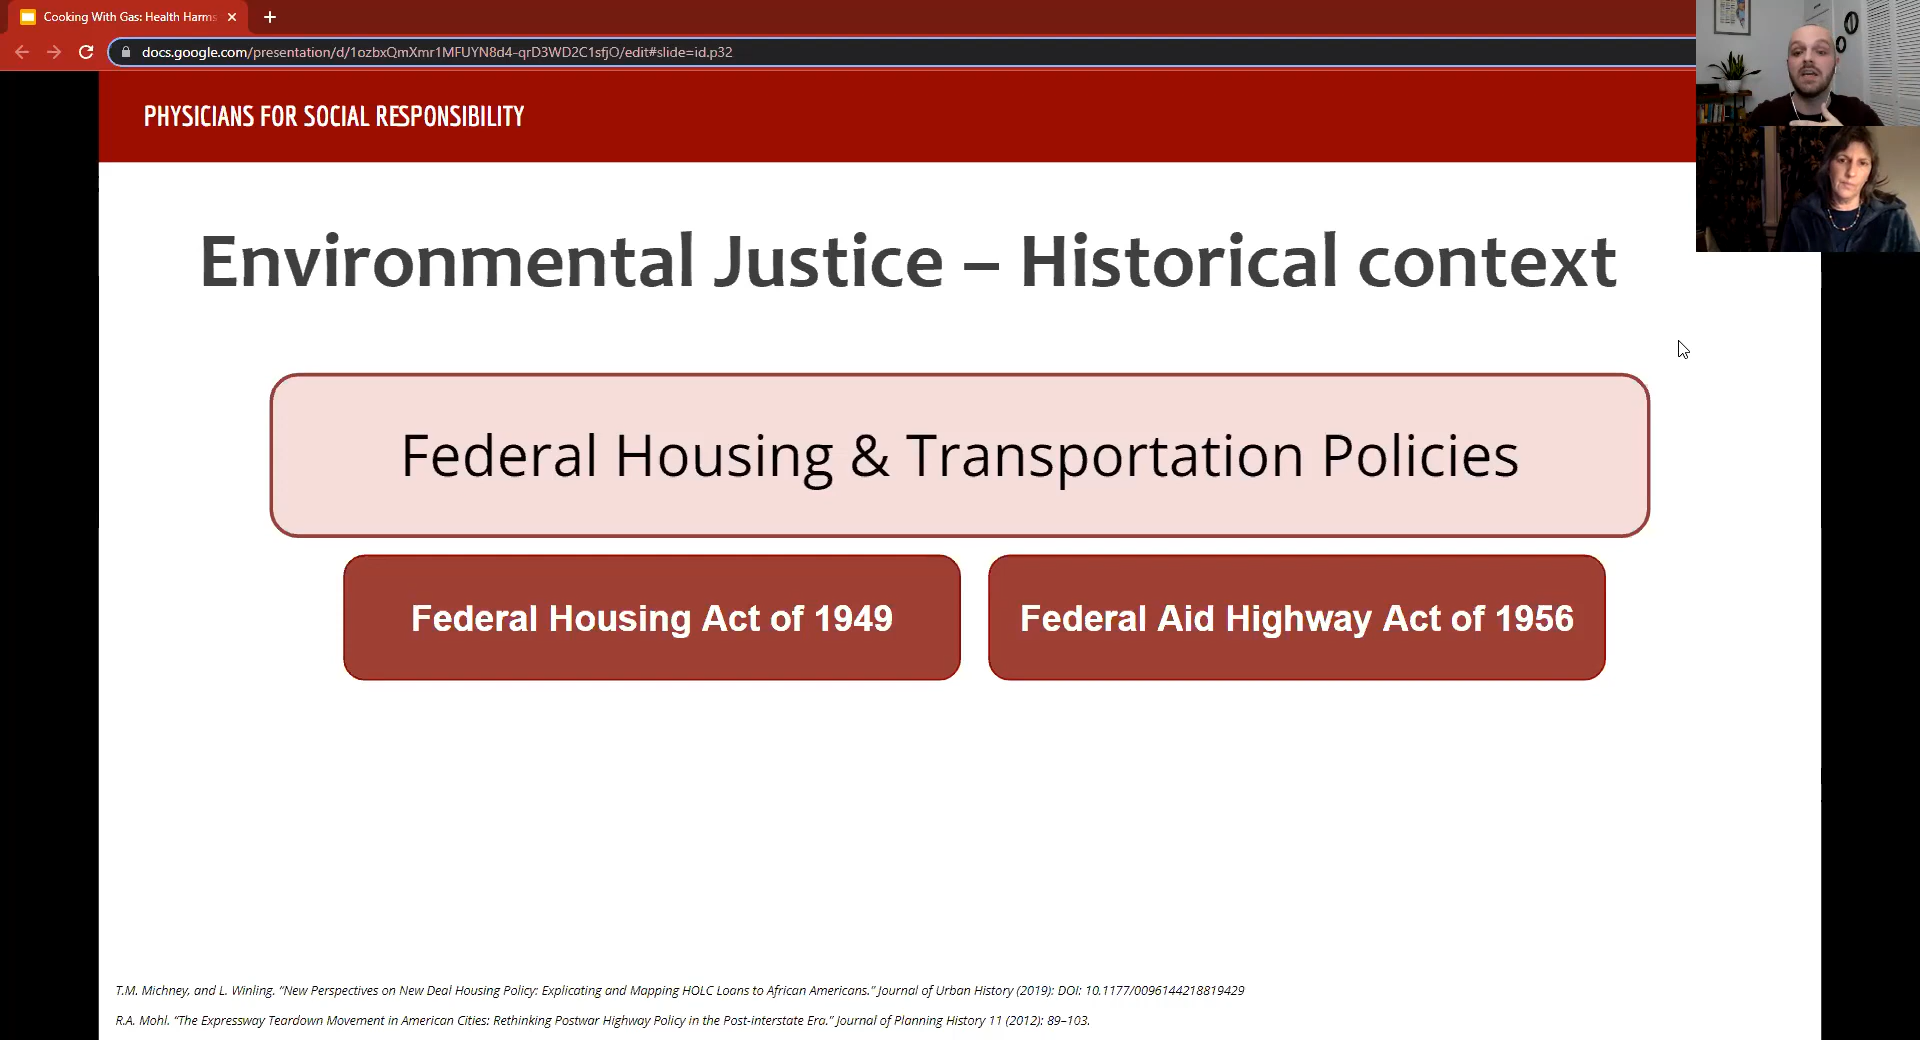 Cooking With Gas: Health Harms
docs.google.com/presentation/d/1ozbxQmXmr1MFUYN8d4-qrD3WD2C1sfjO/edit#slide=id.p32
PHYSICIANS FOR SOCIAL RESPONSIBILITY
Environmental Justice – Historical context
Federal Housing & Transportation Policies
Federal Housing Act of 1949
Federal Aid Highway Act of 1956
T.M. Michney, and L. Winling. “New Perspectives on New Deal Housing Policy: Explicating and Mapping HOLC Loans to African Americans.” Journal of Urban History (2019): DOI: 10.1177/0096144218819429
R.A. Mohl. “The Expressway Teardown Movement in American Cities: Rethinking Postwar Highway Policy in the Post-interstate Era.” Journal of Planning History 11 (2012): 89–103.